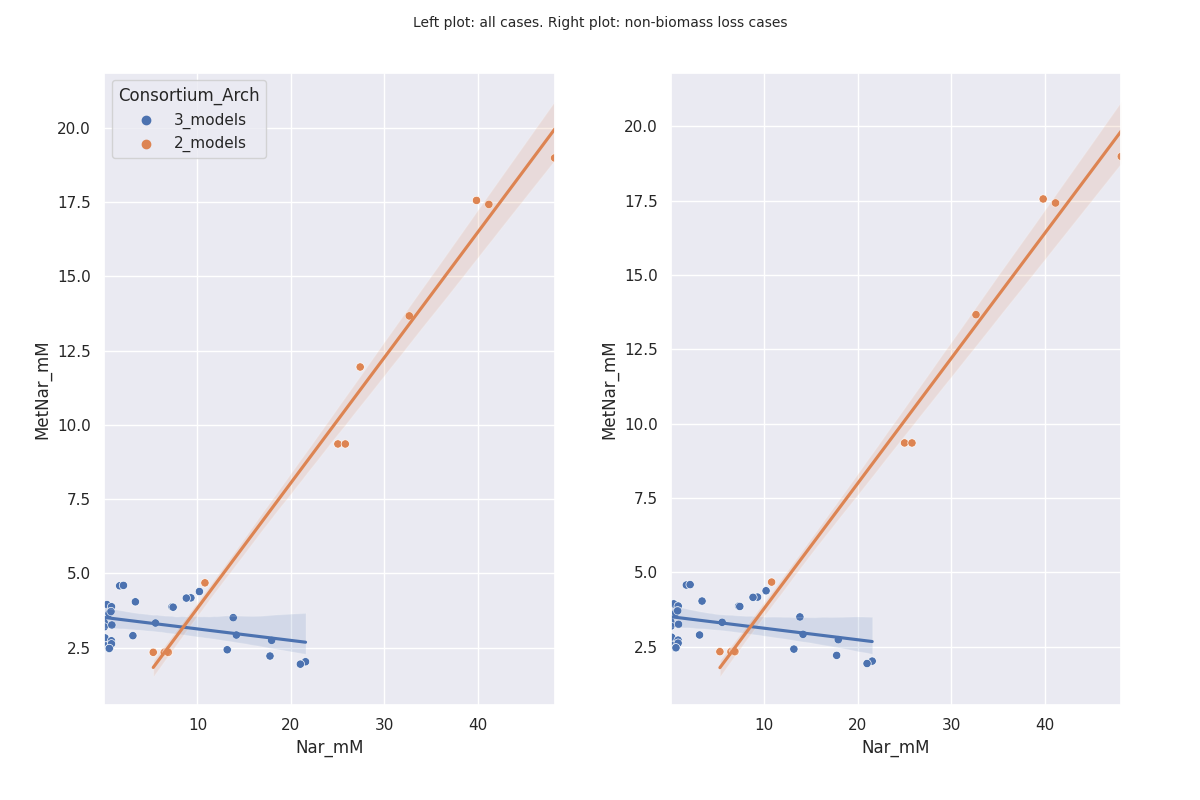 Left plot: all cases. Right plot: non-biomass loss cases
Consortium_Arch
3_models
2_models
20.0
17.5
15.0
12.5
10.0
7.5
5.0
2.5
MetNar_mM
10 20 30 40
Nar_mM
20.0
17.5
15.0
12.5
10.0
7.5
5.0
2.5
MetNar_mM
10 20 30 40
Nar_mM